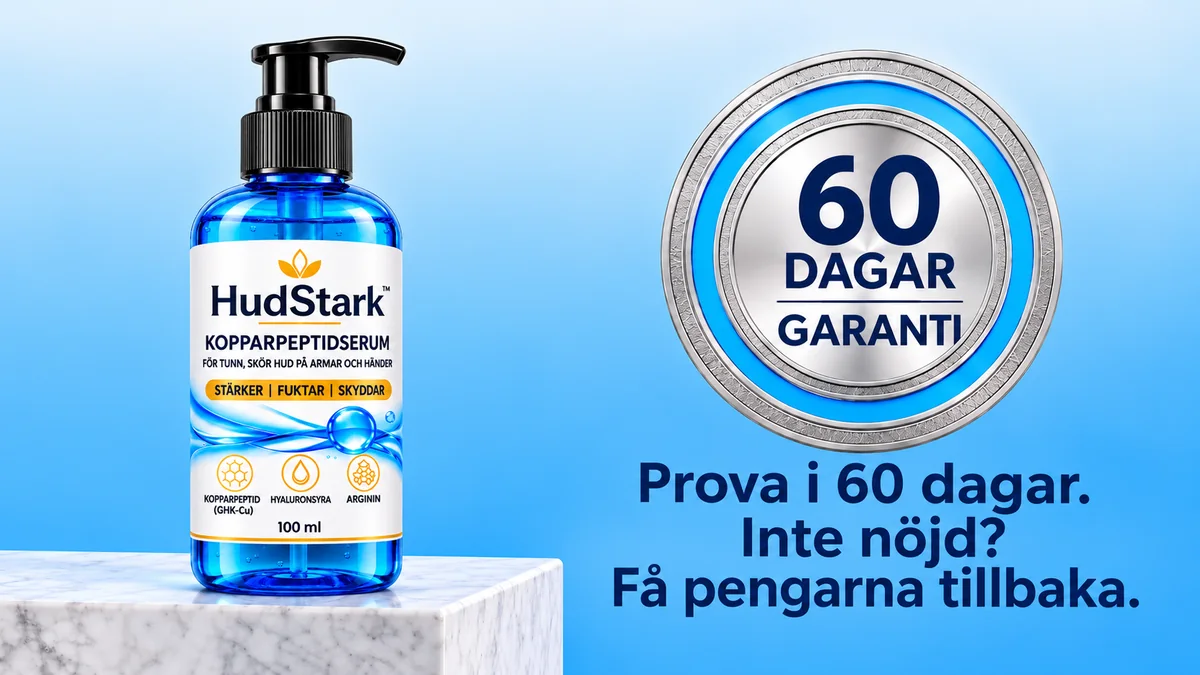 HudStark™
KOPPARPEPTIDSERUM
FÖR TUNN, SKÖR HUD PÅ ARMAR OCH HÄNDER
STÄRKER | FUKTAR | SKYDDAR
KOPPARPEPTID
(GHK-Cu)
HYALURONSYRA
ARGININ
100 ml
60
DAGAR
GARANTI
Prova i 60 dagar.
Inte nöjd?
Få pengarna tillbaka.